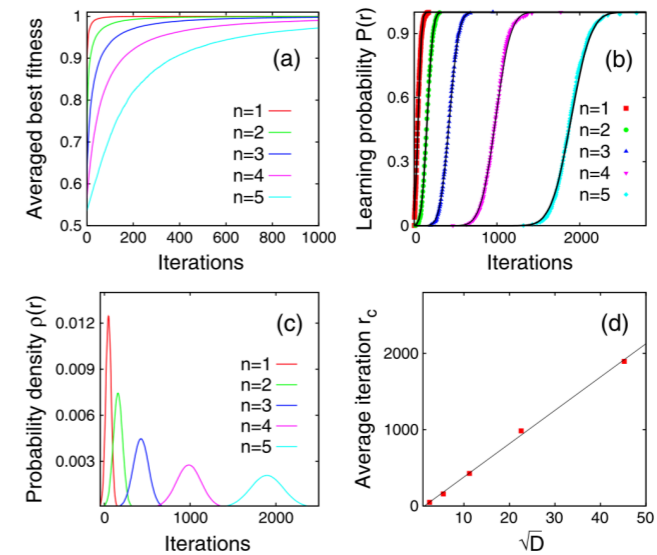 1
0.9
0.8
0.7
0.6
0.5
0 200 400 600 800 1000
Averaged best fitness
Iterations
(a)
n=1
n=2
n=3
n=4
n=5
0.9
0.6
0.3
0
0 1000 2000
Learning probability P(r)
Iterations
(b)
n=1
n=2
n=3
n=4
n=5
0.012
0.009
0.006
0.003
0 1000 2000
Probability density ρ(r)
Iterations
(c)
n=1
n=2
n=3
n=4
n=5
2000
1000
0
10 20 30 40 50
Average iteration r_c
√D
(d)